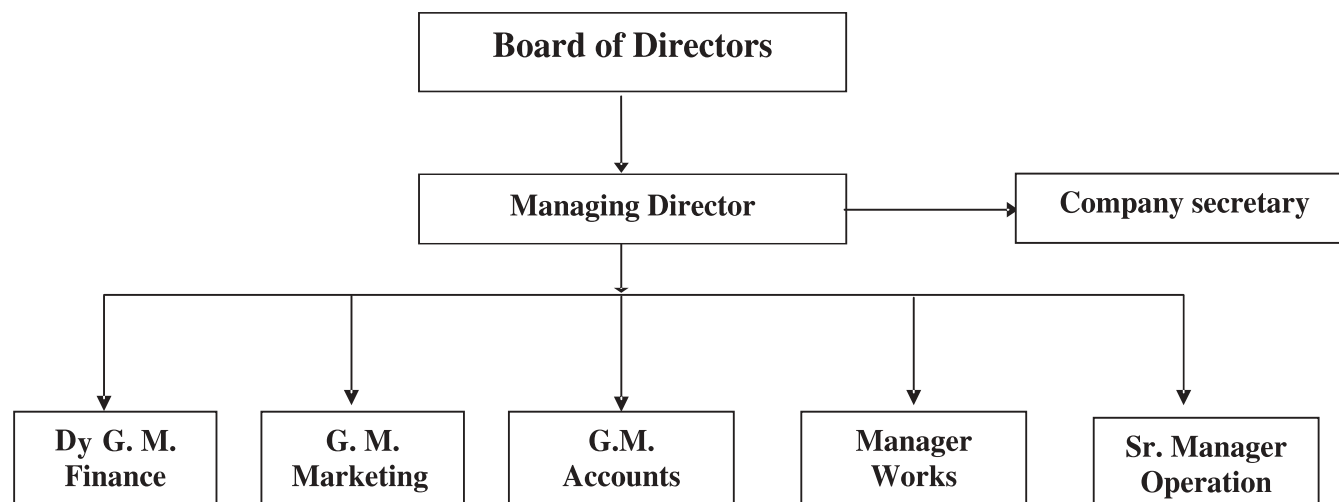 Board of Directors
Managing Director
Company secretary
Dy G. M.
Finance
G. M.
Marketing
G.M.
Accounts
Manager
Works
Sr. Manager
Operation